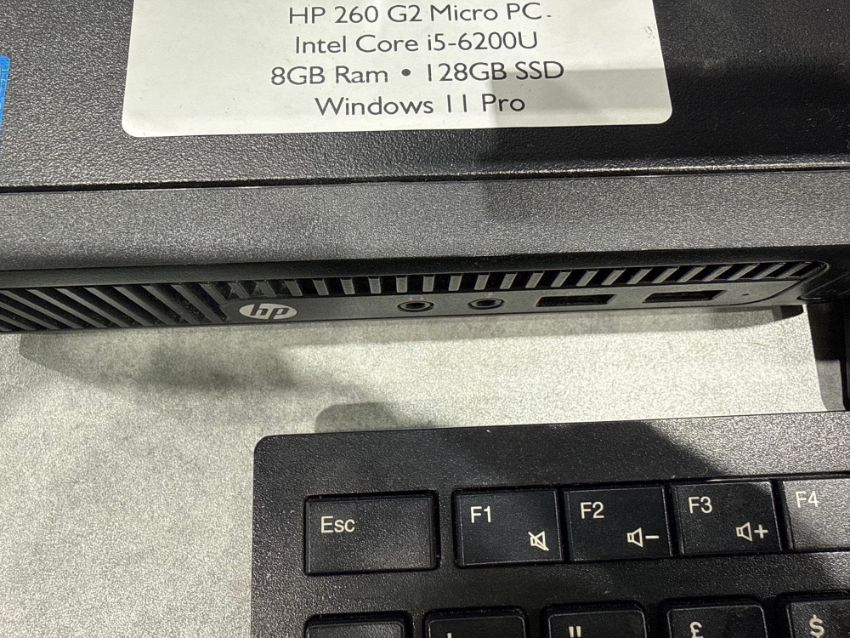 HP 260 G2 Micro PC.
Intel Core i5-6200U
8GB Ram • 128GB SSD
Windows 11 Pro
hp
Esc F1 F2 F3 F4
! " £ $